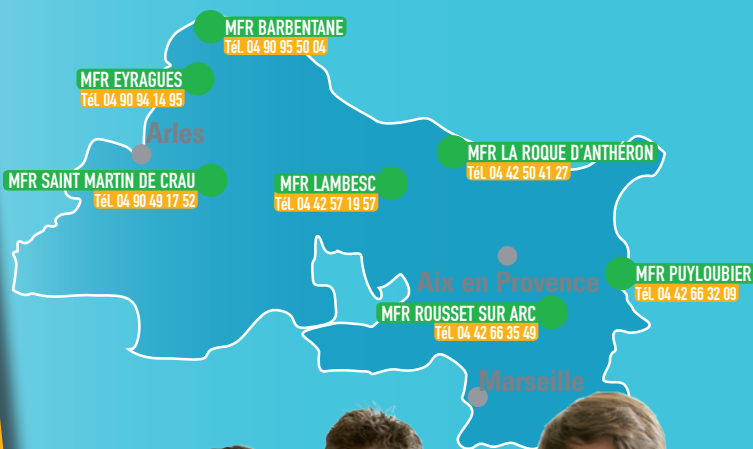 MFR BARBENTANE
Tél. 04 90 95 50 04
MFR EYRAGUES
Tél. 04 90 94 14 95
Arles
MFR LA ROQUE D'ANTHÉRON
Tél. 04 42 50 41 27
MFR SAINT MARTIN DE CRAU
Tél. 04 90 49 17 52
MFR LAMBESC
Tél. 04 42 57 19 57
Aix en Provence
MFR PUYLOUBIER
Tél. 04 42 66 32 09
MFR ROUSSET SUR ARC
Tél. 04 42 66 35 49
Marseille